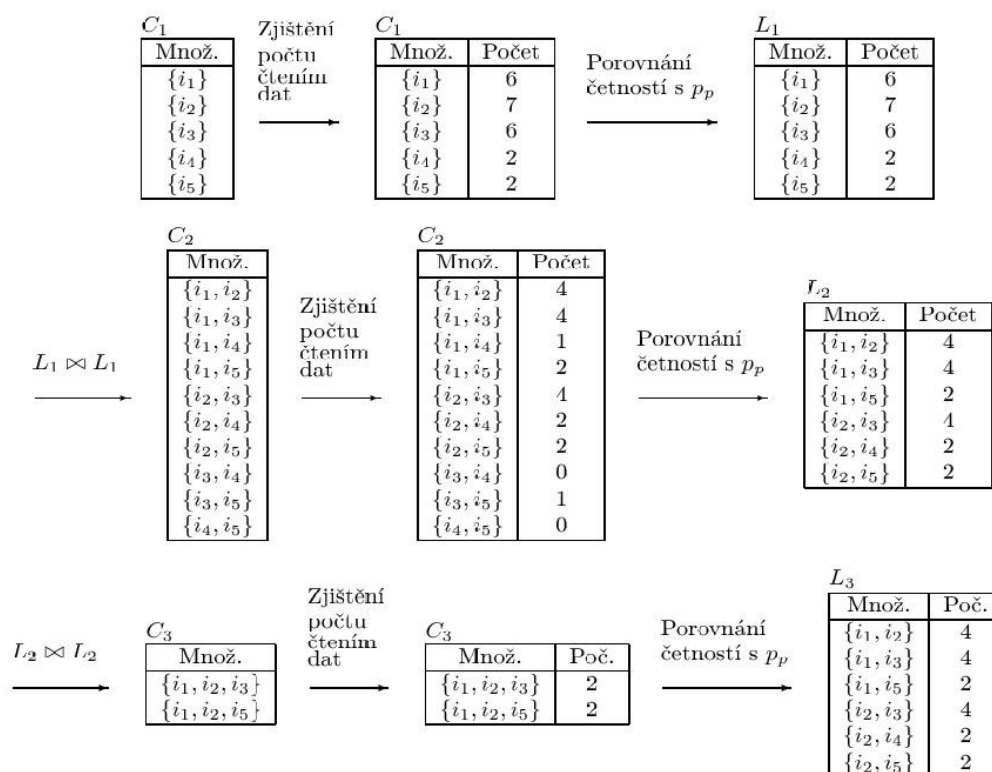 C₁
Množ.
{i₁}
{i₂}
{i₃}
{i₄}
{i₅}
Zjištění
počtu
čtením
dat
C₁
Množ. Počet
{i₁} 6
{i₂} 7
{i₃} 6
{i₄} 2
{i₅} 2
Porovnání
četností s pₚ
L₁
Množ. Počet
{i₁} 6
{i₂} 7
{i₃} 6
{i₄} 2
{i₅} 2
L₁ ⋈ L₁
C₂
Množ.
{i₁, i₂}
{i₁, i₃}
{i₁, i₄}
{i₁, i₅}
{i₂, i₃}
{i₂, i₄}
{i₂, i₅}
{i₃, i₄}
{i₃, i₅}
{i₄, i₅}
Zjištění
počtu
čtením
dat
C₂
Množ. Počet
{i₁, i₂} 4
{i₁, i₃} 4
{i₁, i₄} 1
{i₁, i₅} 2
{i₂, i₃} 4
{i₂, i₄} 2
{i₂, i₅} 2
{i₃, i₄} 0
{i₃, i₅} 1
{i₄, i₅} 0
Porovnání
četností s pₚ
L₂
Množ. Počet
{i₁, i₂} 4
{i₁, i₃} 4
{i₁, i₅} 2
{i₂, i₃} 4
{i₂, i₄} 2
{i₂, i₅} 2
L₂ ⋈ L₂
C₃
Množ.
{i₁, i₂, i₃}
{i₁, i₂, i₅}
Zjištění
počtu
čtením
dat
C₃
Množ. Poč.
{i₁, i₂, i₃} 2
{i₁, i₂, i₅} 2
Porovnání
četností s pₚ
L₃
Množ. Poč.
{i₁, i₂} 4
{i₁, i₃} 4
{i₁, i₅} 2
{i₂, i₃} 4
{i₂, i₄} 2
{i₂, i₅} 2